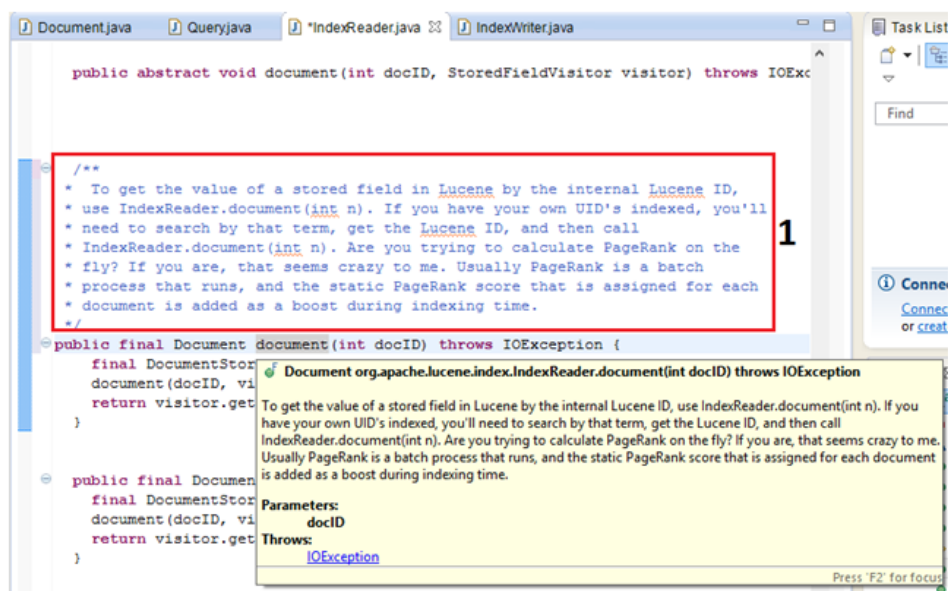 Document.java
Query.java
*IndexReader.java
IndexWriter.java
Task List
Find
public abstract void document(int docID, StoredFieldVisitor visitor) throws IOExc
/**
* To get the value of a stored field in Lucene by the internal Lucene ID,
* use IndexReader.document(int n). If you have your own UID's indexed, you'll
* need to search by that term, get the Lucene ID, and then call
* IndexReader.document(int n). Are you trying to calculate PageRank on the
* fly? If you are, that seems crazy to me. Usually PageRank is a batch
* process that runs, and the static PageRank score that is assigned for each
* document is added as a boost during indexing time.
*/
1
Conne
Connec
or creat
public final Document document(int docID) throws IOException {
final DocumentStor
document(docID, vi
return visitor.get
}
Document org.apache.lucene.index.IndexReader.document(int docID) throws IOException
To get the value of a stored field in Lucene by the internal Lucene ID, use IndexReader.document(int n). If you
have your own UID's indexed, you'll need to search by that term, get the Lucene ID, and then call
IndexReader.document(int n). Are you trying to calculate PageRank on the fly? If you are, that seems crazy to me.
Usually PageRank is a batch process that runs, and the static PageRank score that is assigned for each document
is added as a boost during indexing time.
Parameters:
docID
Throws:
IOException
Press 'F2' for focus
public final Documen
final DocumentStor
document(docID, vi
return visitor.get
}